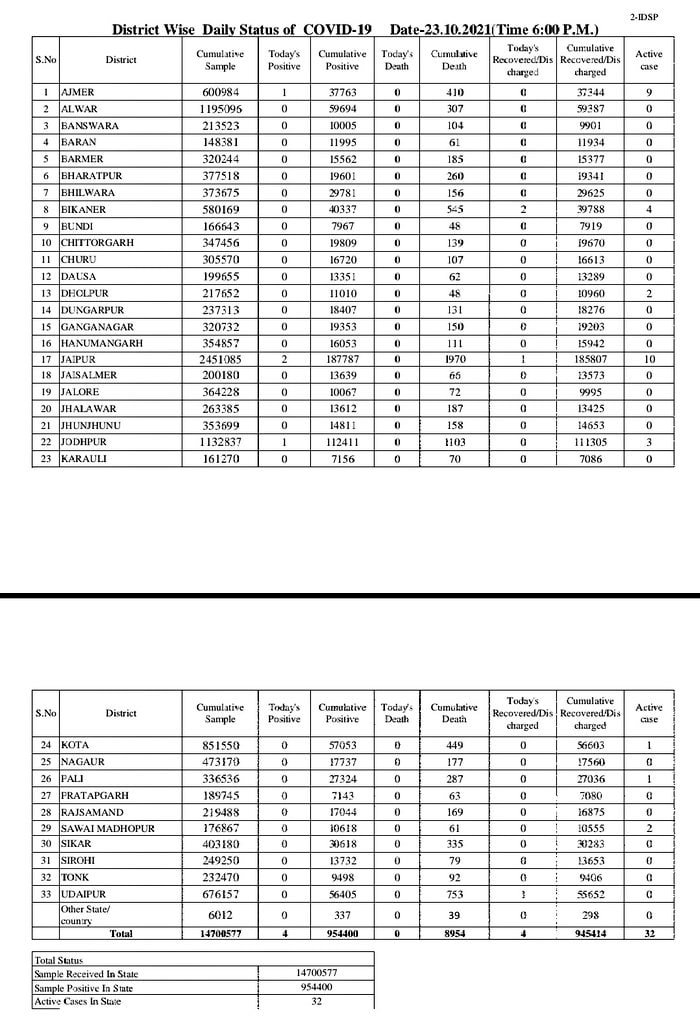 2-IDSP
District Wise Daily Status of COVID-19 Date-23.10.2021(Time 6:00 P.M.)
S.No District Cumulative Sample Today's Positive Cumulative Positive Today's Death Cumulative Death Today's Recovered/Discharged Cumulative Recovered/Discharged Active case
1 AJMER 600984 1 37763 0 410 0 37344 9
2 ALWAR 1195096 0 59694 0 307 0 59387 0
3 BANSWARA 213523 0 10005 0 104 0 9901 0
4 BARAN 148381 0 11995 0 61 0 11934 0
5 BARMER 320244 0 15562 0 185 0 15377 0
6 BHARATPUR 377518 0 19601 0 260 0 19341 0
7 BHILWARA 373675 0 29781 0 156 0 29625 0
8 BIKANER 580169 0 40337 0 545 2 39788 4
9 BUNDI 166643 0 7967 0 48 0 7919 0
10 CHITTORGARH 347456 0 19809 0 139 0 19670 0
11 CHURU 305570 0 16720 0 107 0 16613 0
12 DAUSA 199655 0 13351 0 62 0 13289 0
13 DHOLPUR 217652 0 11010 0 48 0 10960 2
14 DUNGARPUR 237313 0 18407 0 131 0 18276 0
15 GANGANAGAR 320732 0 19353 0 150 0 19203 0
16 HANUMANGARH 354857 0 16053 0 111 0 15942 0
17 JAIPUR 2451085 2 187787 0 1970 1 185807 10
18 JAISALMER 200180 0 13639 0 66 0 13573 0
19 JALORE 364228 0 10067 0 72 0 9995 0
20 JHALAWAR 263385 0 13612 0 187 0 13425 0
21 JHUNJHUNU 353699 0 14811 0 158 0 14653 0
22 JODHPUR 1132837 1 112411 0 1103 0 111305 3
23 KARAULI 161270 0 7156 0 70 0 7086 0
S.No District Cumulative Sample Today's Positive Cumulative Positive Today's Death Cumulative Death Today's Recovered/Discharged Cumulative Recovered/Discharged Active case
24 KOTA 851550 0 57053 0 449 0 56603 1
25 NAGAUR 473170 0 17737 0 177 0 17560 0
26 PALI 336536 0 27324 0 287 0 27036 1
27 PRATAPGARH 189745 0 7143 0 63 0 7080 0
28 RAJSAMAND 219488 0 17044 0 169 0 16875 0
29 SAWAI MADHOPUR 176867 0 10618 0 61 0 10555 2
30 SIKAR 403180 0 30618 0 335 0 30283 0
31 SIROHI 249250 0 13732 0 79 0 13653 0
32 TONK 232470 0 9498 0 92 0 9406 0
33 UDAIPUR 676157 0 56405 0 753 1 55652 0
Other State/ country 6012 0 337 0 39 0 298 0
Total 14700577 4 954400 0 8954 4 945414 32
Total Status
Sample Received In State 14700577
Sample Positive In State 954400
Active Cases In State 32